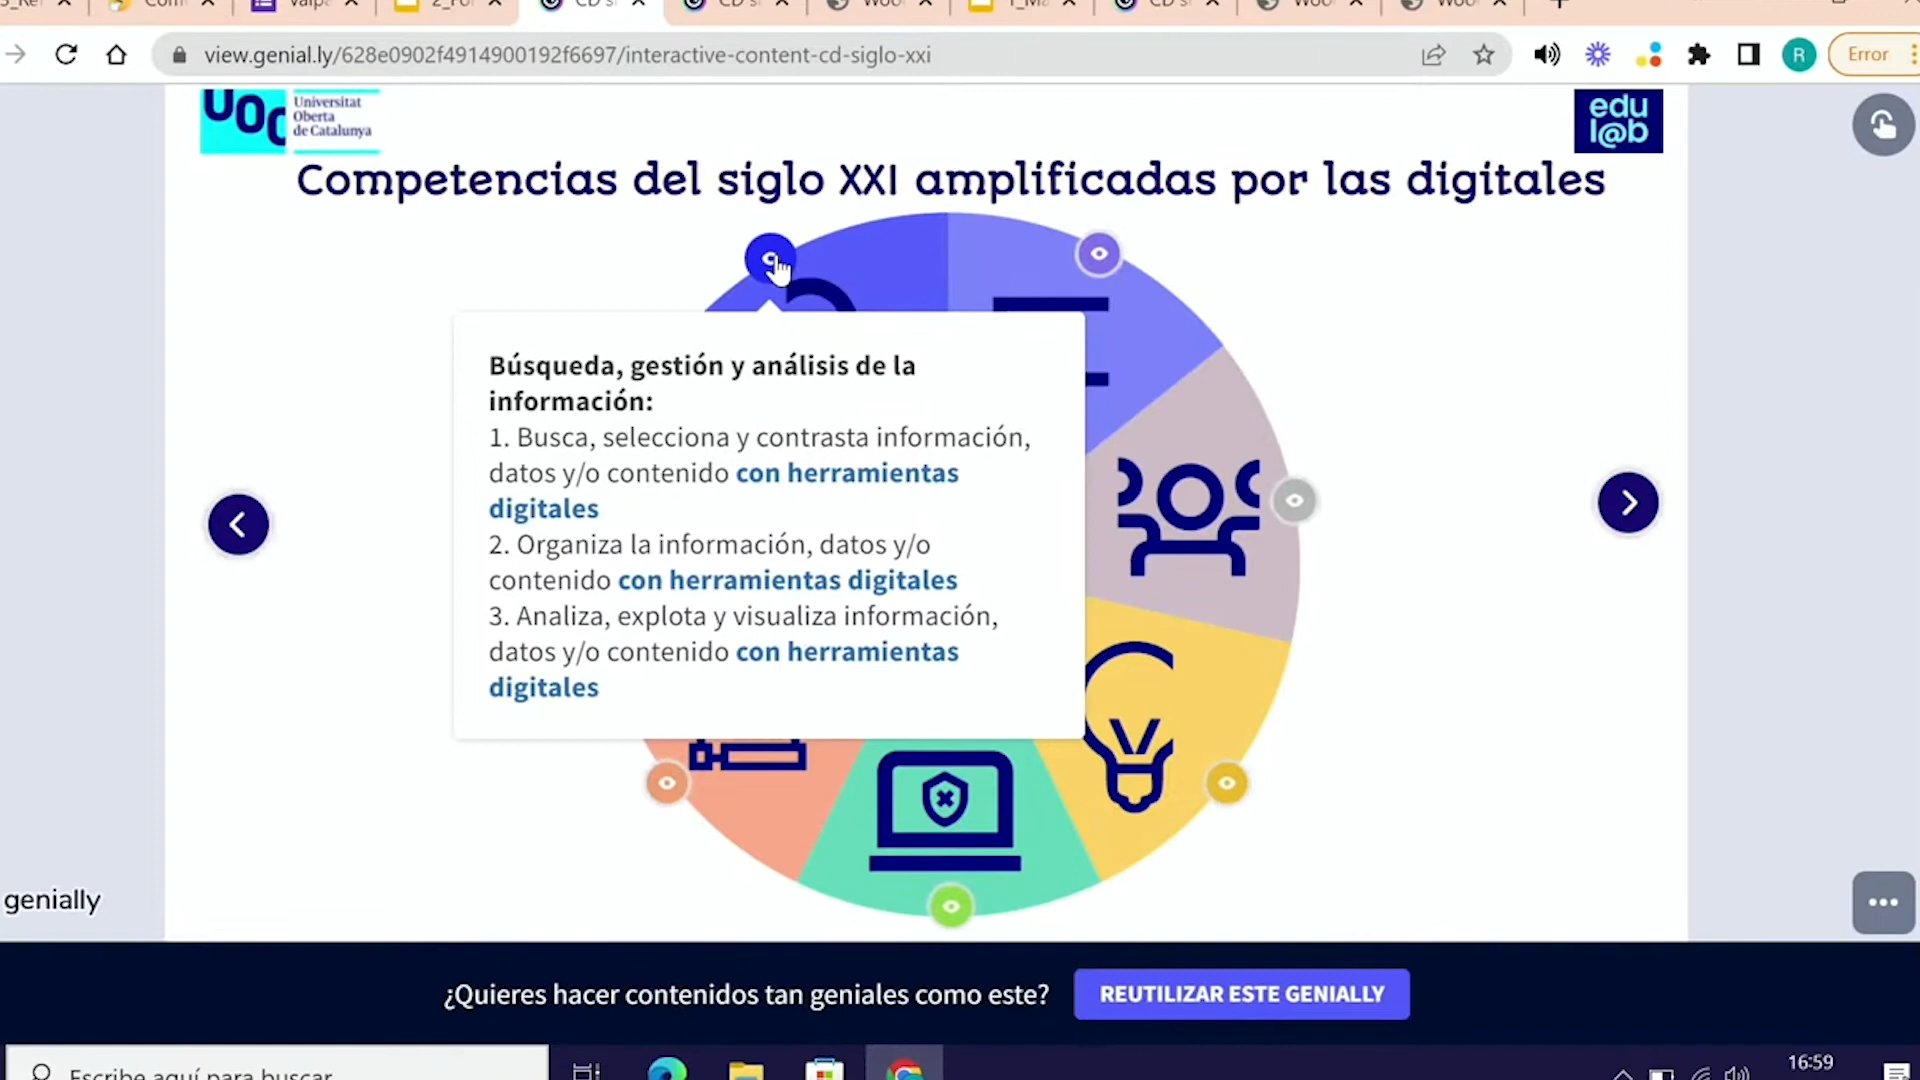 view.genial.ly/628e0902f4914900192f6697/interactive-content-cd-siglo-xxi
R
Error
UOC
Universitat
Oberta
de Catalunya
edu
l@b
Competencias del siglo XXI amplificadas por las digitales
Búsqueda, gestión y análisis de la
información:
1. Busca, selecciona y contrasta información,
datos y/o contenido con herramientas
digitales
2. Organiza la información, datos y/o
contenido con herramientas digitales
3. Analiza, explota y visualiza información,
datos y/o contenido con herramientas
digitales
genially
¿Quieres hacer contenidos tan geniales como este?
REUTILIZAR ESTE GENIALLY
Escribe aquí para buscar
16:59